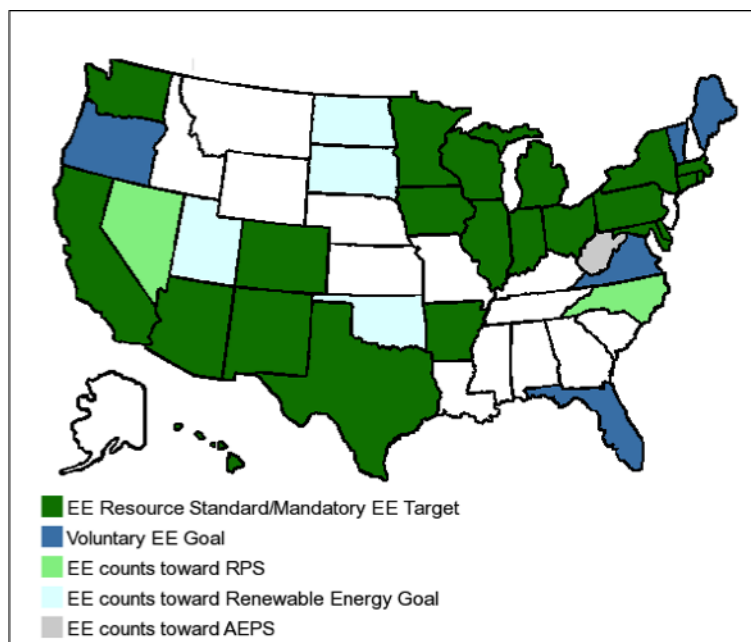 EE Resource Standard/Mandatory EE Target
Voluntary EE Goal
EE counts toward RPS
EE counts toward Renewable Energy Goal
EE counts toward AEPS